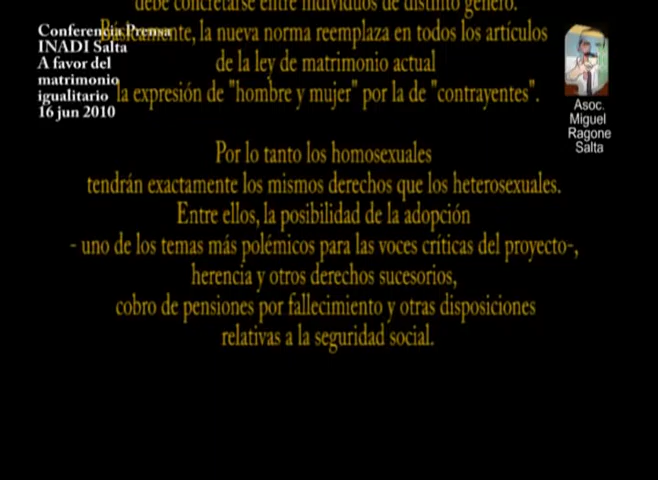 debe concretarse entre individuos de distinto género.
Básicamente, la nueva norma reemplaza en todos los artículos
de la ley de matrimonio actual
la expresión de "hombre y mujer" por la de "contrayentes".
Por lo tanto los homosexuales
tendrán exactamente los mismos derechos que los heterosexuales.
Entre ellos, la posibilidad de la adopción
- uno de los temas más polémicos para las voces críticas del proyecto-,
herencia y otros derechos sucesorios,
cobro de pensiones por fallecimiento y otras disposiciones
relativas a la seguridad social.
Conferencia Prensa
INADI Salta
A favor del
matrimonio
igualitario
16 jun 2010
Asoc.
Miguel
Ragone
Salta